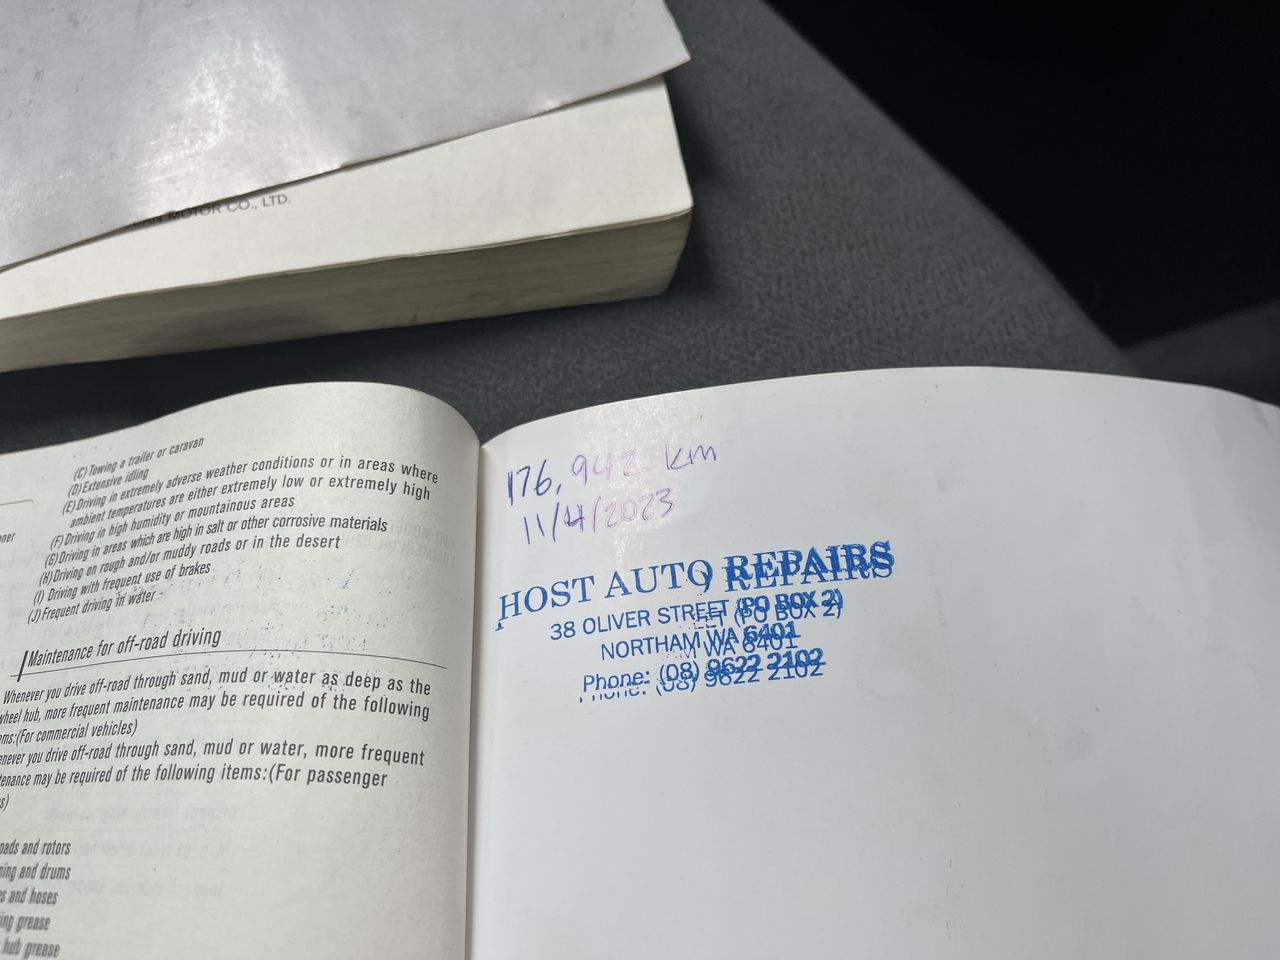 MOTOR CO., LTD.
(C) Towing a trailer or caravan
(D) Extensive idling
(E) Driving in extremely adverse weather conditions or in areas where
ambient temperatures are either extremely low or extremely high
(F) Driving in high humidity or mountainous areas
(G) Driving in areas which are high in salt or other corrosive materials
(H) Driving on rough and/or muddy roads or in the desert
(I) Driving with frequent use of brakes
(J) Frequent driving in water
Maintenance for off-road driving
Whenever you drive off-road through sand, mud or water as deep as the
wheel hub, more frequent maintenance may be required of the following
ems:(For commercial vehicles)
enever you drive off-road through sand, mud or water, more frequent
tenance may be required of the following items:(For passenger
s)
pads and rotors
ning and drums
es and hoses
ing grease
hub grease
176,942 km
11/4/2023
HOST AUTO REPAIRS
38 OLIVER STREET (PO BOX 2)
NORTHAM WA 6401
Phone: (08) 9622 2102